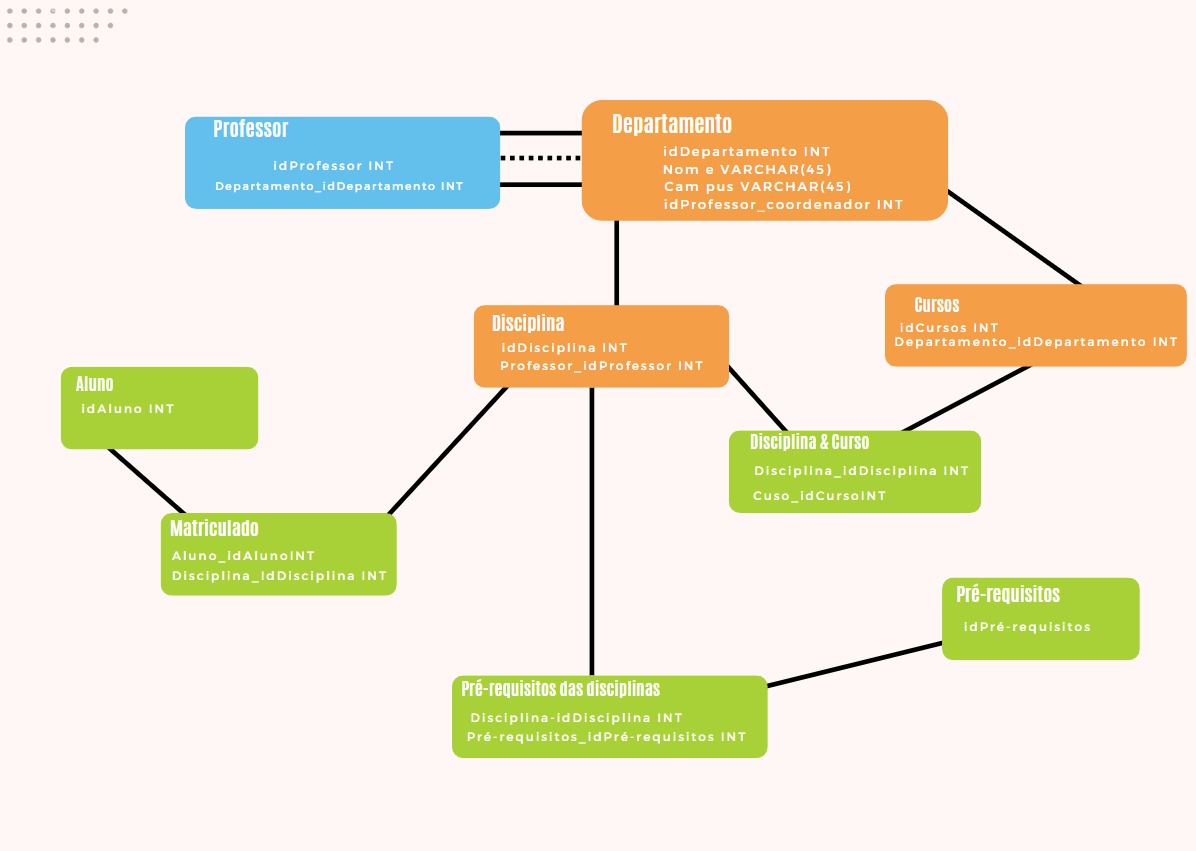 Professor
idProfessor INT
Departamento_idDepartamento INT
Departamento
idDepartamento INT
Nom e VARCHAR(45)
Cam pus VARCHAR(45)
idProfessor_coordenador INT
Disciplina
idDisciplina INT
Professor_idProfessor INT
Cursos
idCursos INT
Departamento_idDepartamento INT
Aluno
idAluno INT
Disciplina & Curso
Disciplina_idDisciplina INT
Cuso_idCursoINT
Matriculado
Aluno_idAlunoINT
Disciplina_idDisciplina INT
Pré-requisitos
idPré-requisitos
Pré-requisitos das disciplinas
Disciplina-idDisciplina INT
Pré-requisitos_idPré-requisitos INT